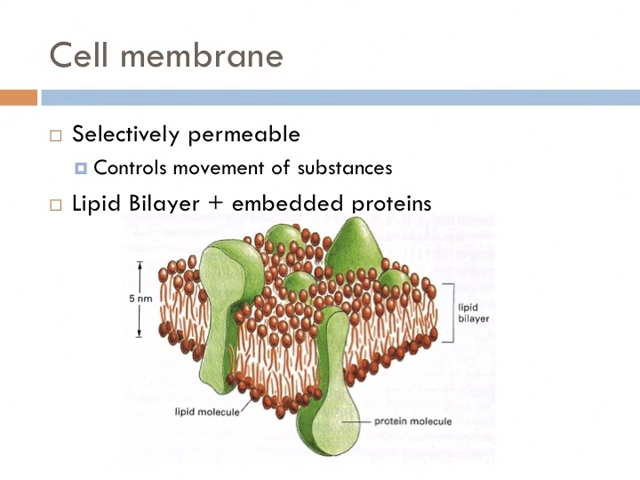 Cell membrane
Selectively permeable
Controls movement of substances
Lipid Bilayer + embedded proteins
5 nm
lipid
bilayer
lipid molecule
protein molecule